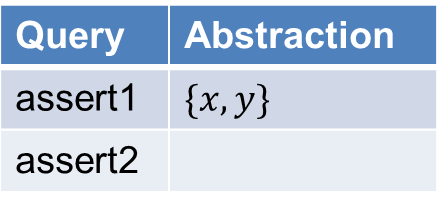 Query Abstraction
assert1 {x, y}
assert2